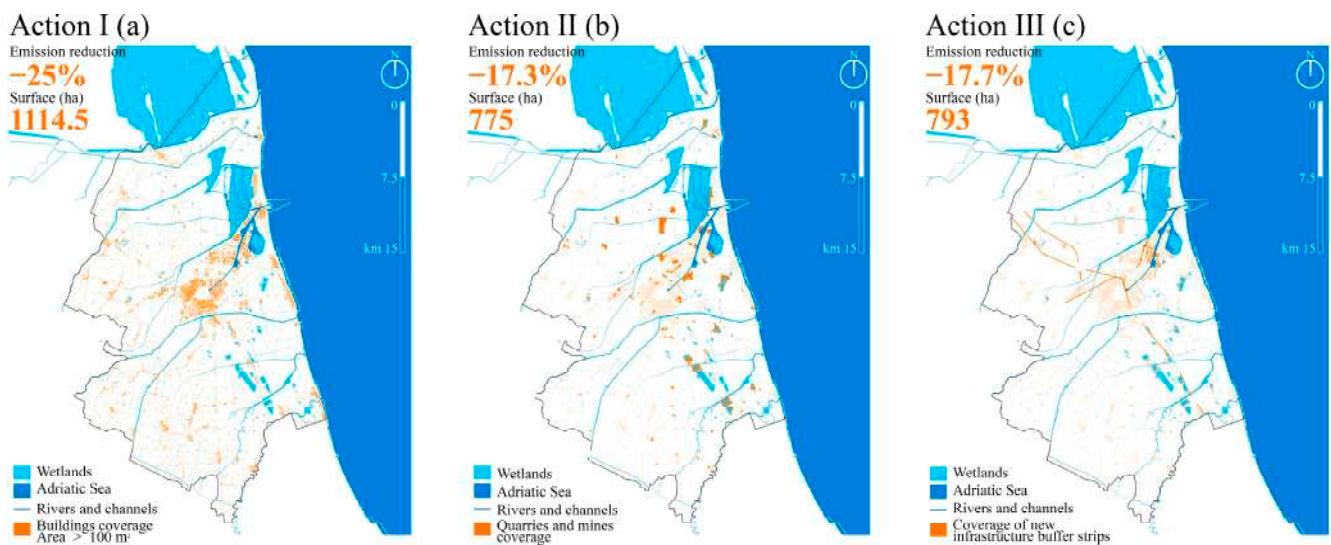 Action I (a)
Emission reduction
−25%
Surface (ha)
1114.5
N
0
7.5
km 15
Wetlands
Adriatic Sea
Rivers and channels
Buildings coverage
Area > 100 m²
Action II (b)
Emission reduction
−17.3%
Surface (ha)
775
N
0
7.5
km 15
Wetlands
Adriatic Sea
Rivers and channels
Quarries and mines
coverage
Action III (c)
Emission reduction
−17.7%
Surface (ha)
793
N
0
7.5
km 15
Wetlands
Adriatic Sea
Rivers and channels
Coverage of new
infrastructure buffer strips